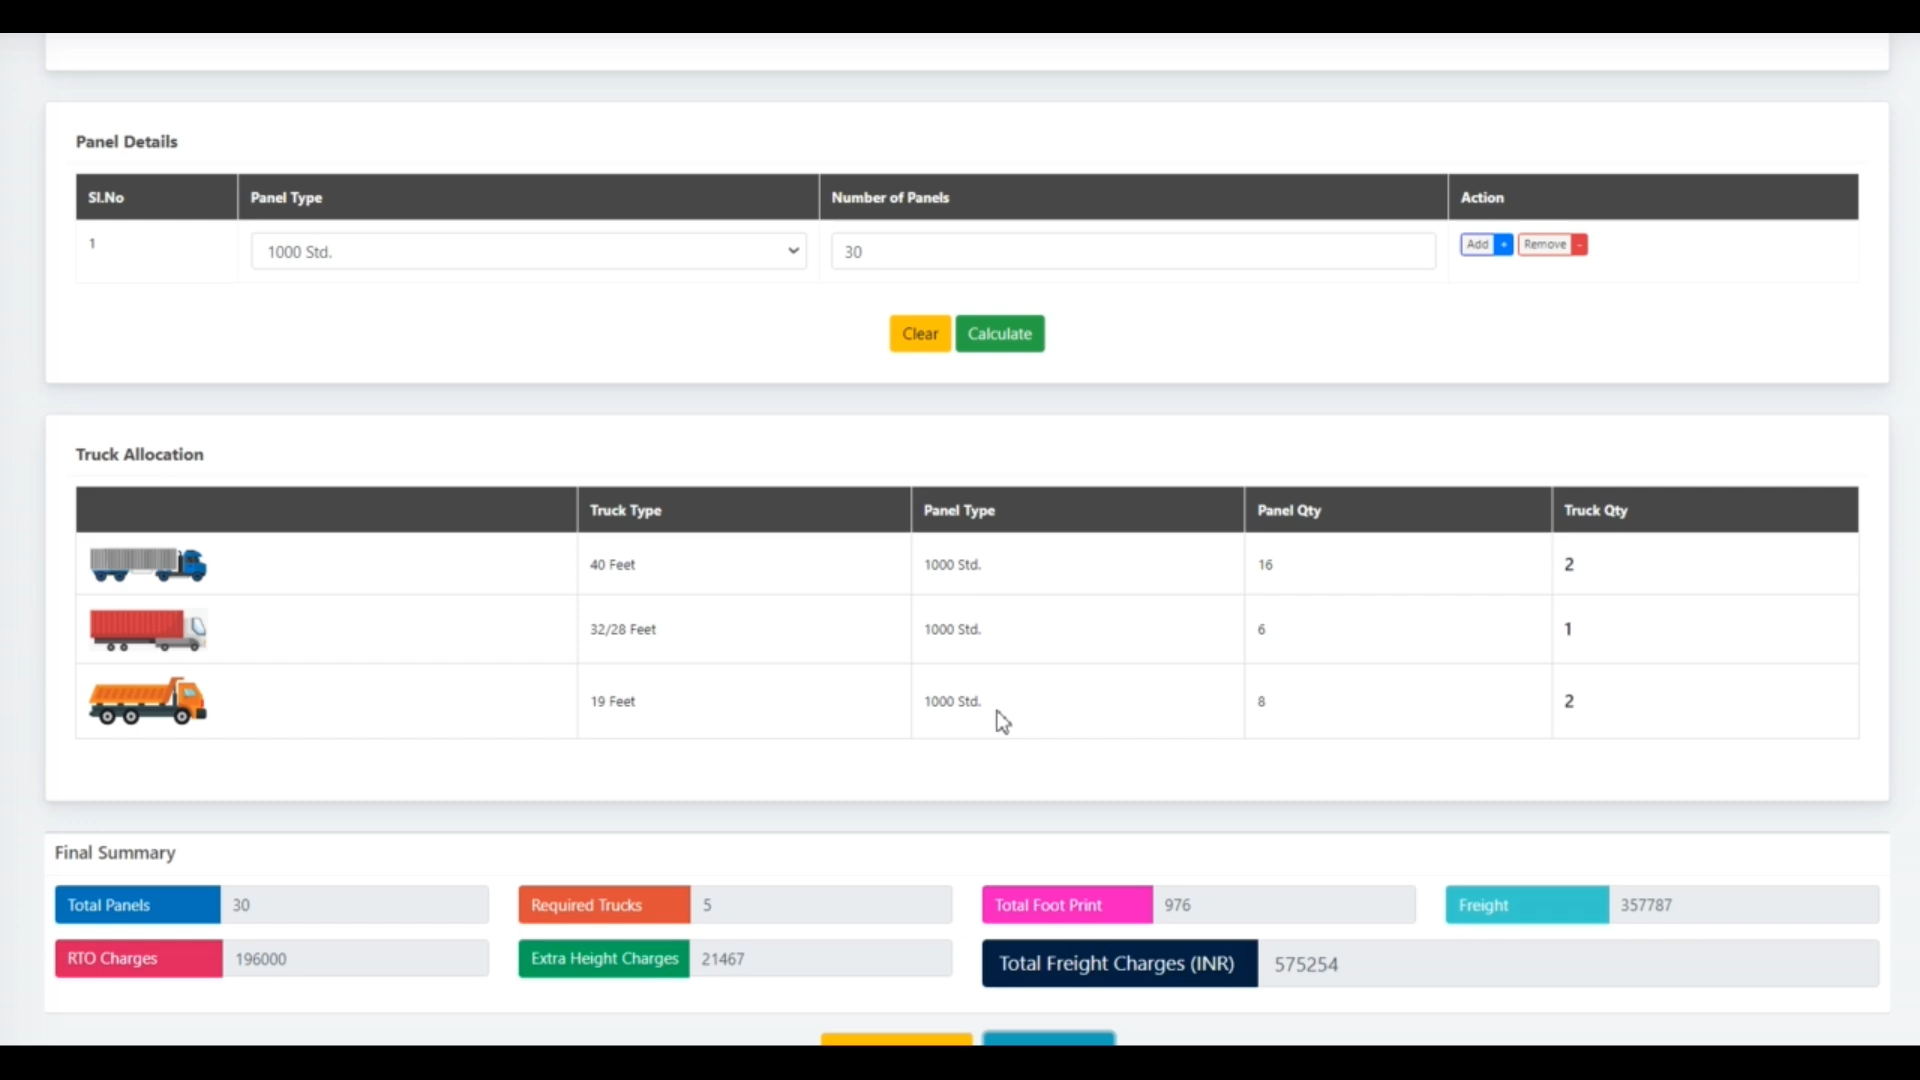 Panel Details
Sl.No Panel Type Number of Panels Action
1 1000 Std. 30 Add + Remove -
Clear Calculate
Truck Allocation
Truck Type Panel Type Panel Qty Truck Qty
40 Feet 1000 Std. 16 2
32/28 Feet 1000 Std. 6 1
19 Feet 1000 Std. 8 2
Final Summary
Total Panels 30 Required Trucks 5 Total Foot Print 976 Freight 357787
RTO Charges 196000 Extra Height Charges 21467 Total Freight Charges (INR) 575254